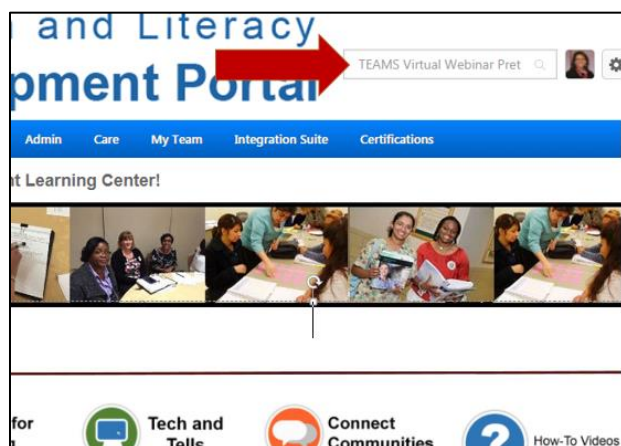 and Literacy
pment Portal
TEAMS Virtual Webinar Pret
Admin Care My Team Integration Suite Certifications
nt Learning Center!
for
Tech and
Tells
Connect
Communities
?
How-To Videos